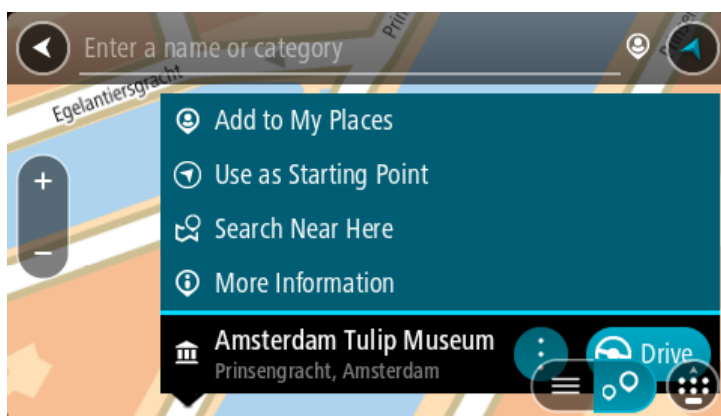 Enter a name or category
Prin
Egelantiersgracht
Add to My Places
+
Use as Starting Point
Search Near Here
−
More Information
Amsterdam Tulip Museum
Drive
Prinsengracht, Amsterdam